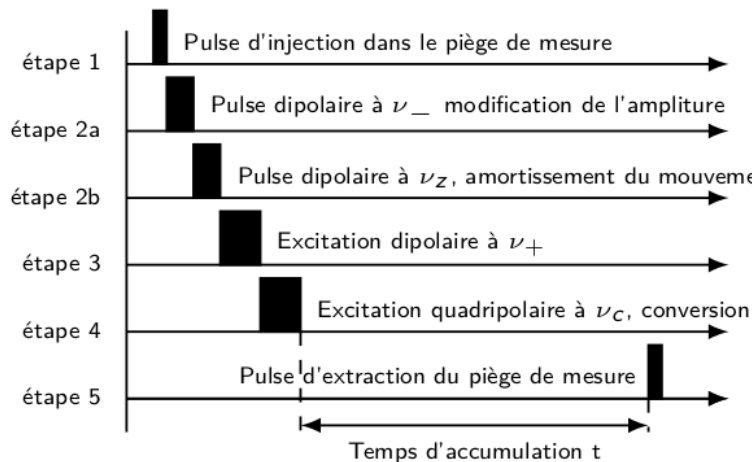 Pulse d'injection dans le piège de mesure
étape 1
Pulse dipolaire à ν− modification de l'ampliture
étape 2a
Pulse dipolaire à νz, amortissement du mouveme
étape 2b
Excitation dipolaire à ν+
étape 3
Excitation quadripolaire à νc, conversion
étape 4
Pulse d'extraction du piège de mesure
étape 5
Temps d'accumulation t